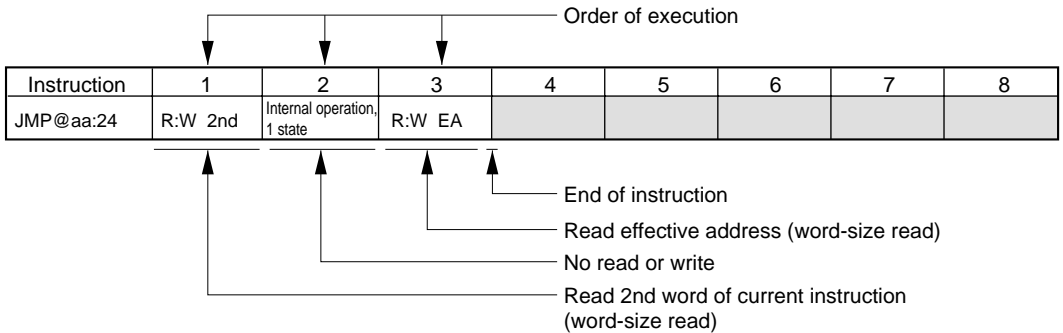 Order of execution
Instruction 1 2 3 4 5 6 7 8
JMP@aa:24 R:W 2nd Internal operation, 1 state R:W EA
End of instruction
Read effective address (word-size read)
No read or write
Read 2nd word of current instruction
(word-size read)